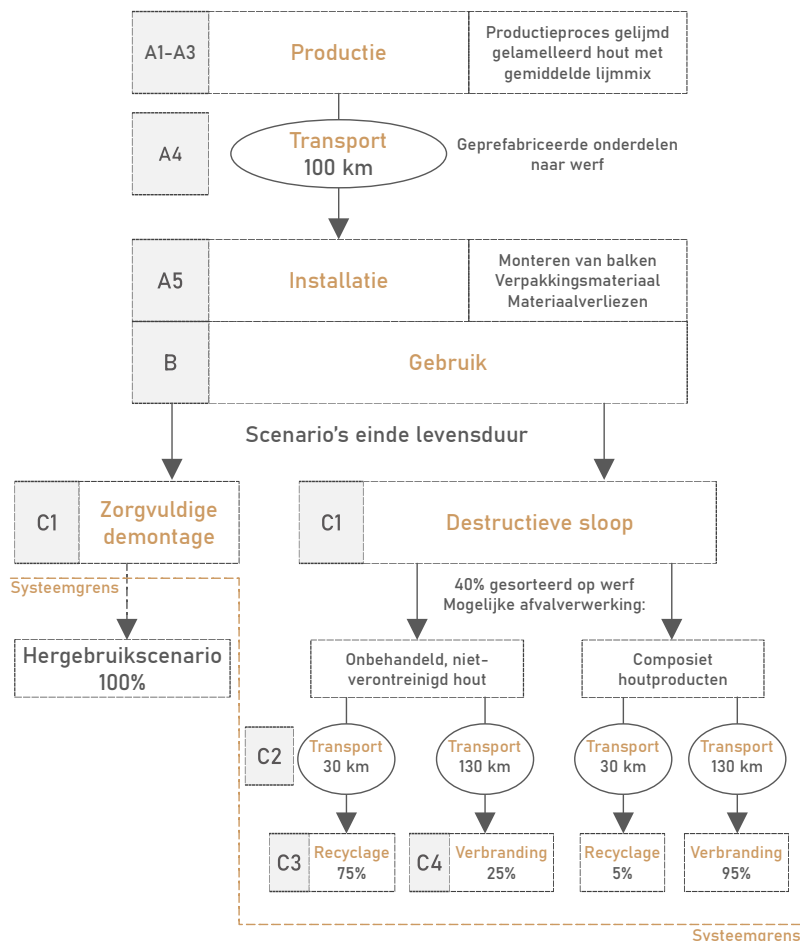 A1-A3
Productie
Productieproces gelijmd
gelamelleerd hout met
gemiddelde lijmmix
A4
Transport
100 km
Geprefabriceerde onderdelen
naar werf
A5
Installatie
Monteren van balken
Verpakkingsmateriaal
Materiaalverliezen
B
Gebruik
Scenario's einde levensduur
C1
Zorgvuldige
demontage
C1
Destructieve sloop
Systeemgrens
40% gesorteerd op werf
Mogelijke afvalverwerking:
Hergebruikscenario
100%
Onbehandeld, niet-
verontreinigd hout
Composiet
houtproducten
C2
Transport
30 km
Transport
130 km
Transport
30 km
Transport
130 km
C3
Recyclage
75%
C4
Verbranding
25%
Recyclage
5%
Verbranding
95%
Systeemgrens